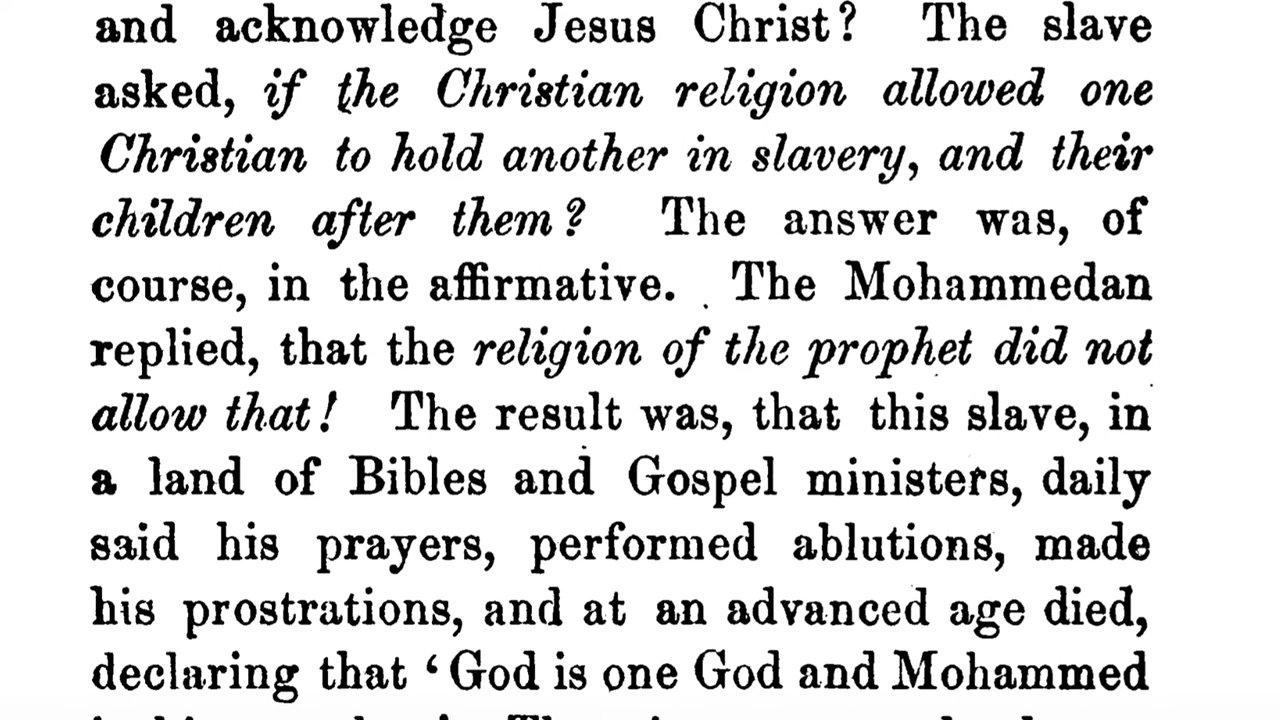 and acknowledge Jesus Christ? The slave
asked, if the Christian religion allowed one
Christian to hold another in slavery, and their
children after them? The answer was, of
course, in the affirmative. The Mohammedan
replied, that the religion of the prophet did not
allow that! The result was, that this slave, in
a land of Bibles and Gospel ministers, daily
said his prayers, performed ablutions, made
his prostrations, and at an advanced age died,
declaring that ‘God is one God and Mohammed